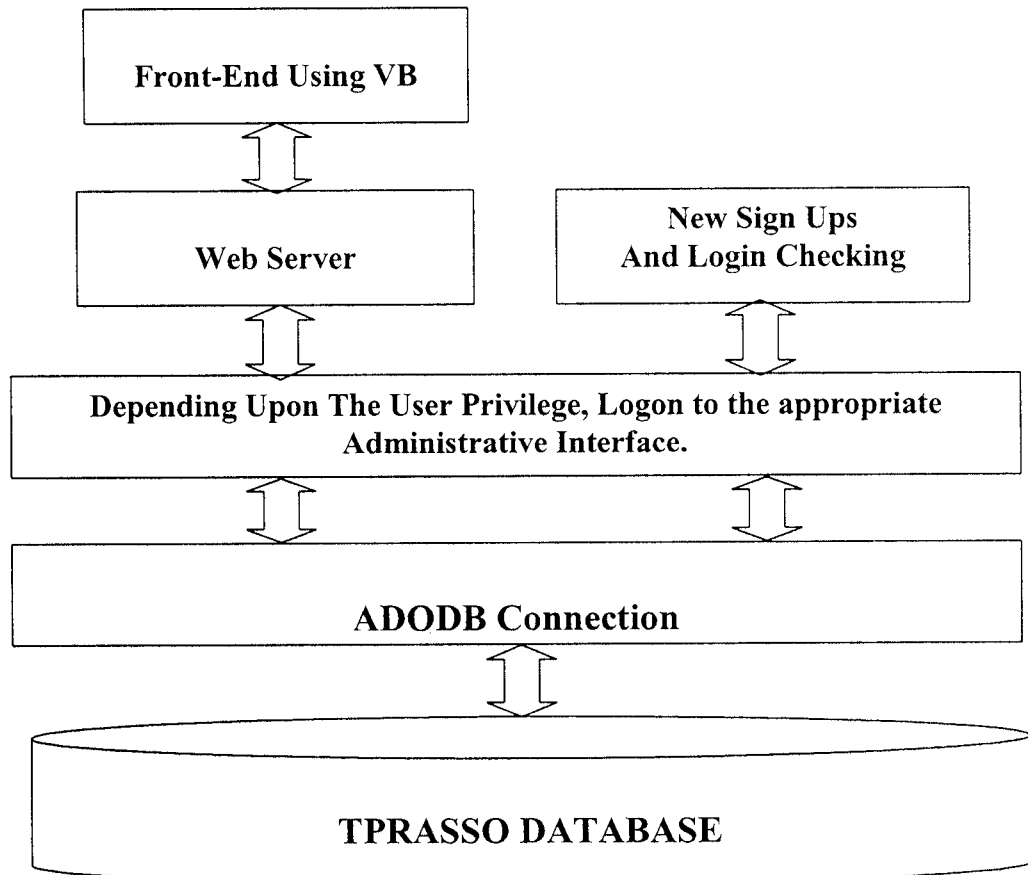 Front-End Using VB
Web Server
New Sign Ups
And Login Checking
Depending Upon The User Privilege, Logon to the appropriate
Administrative Interface.
ADODB Connection
TPRASSO DATABASE